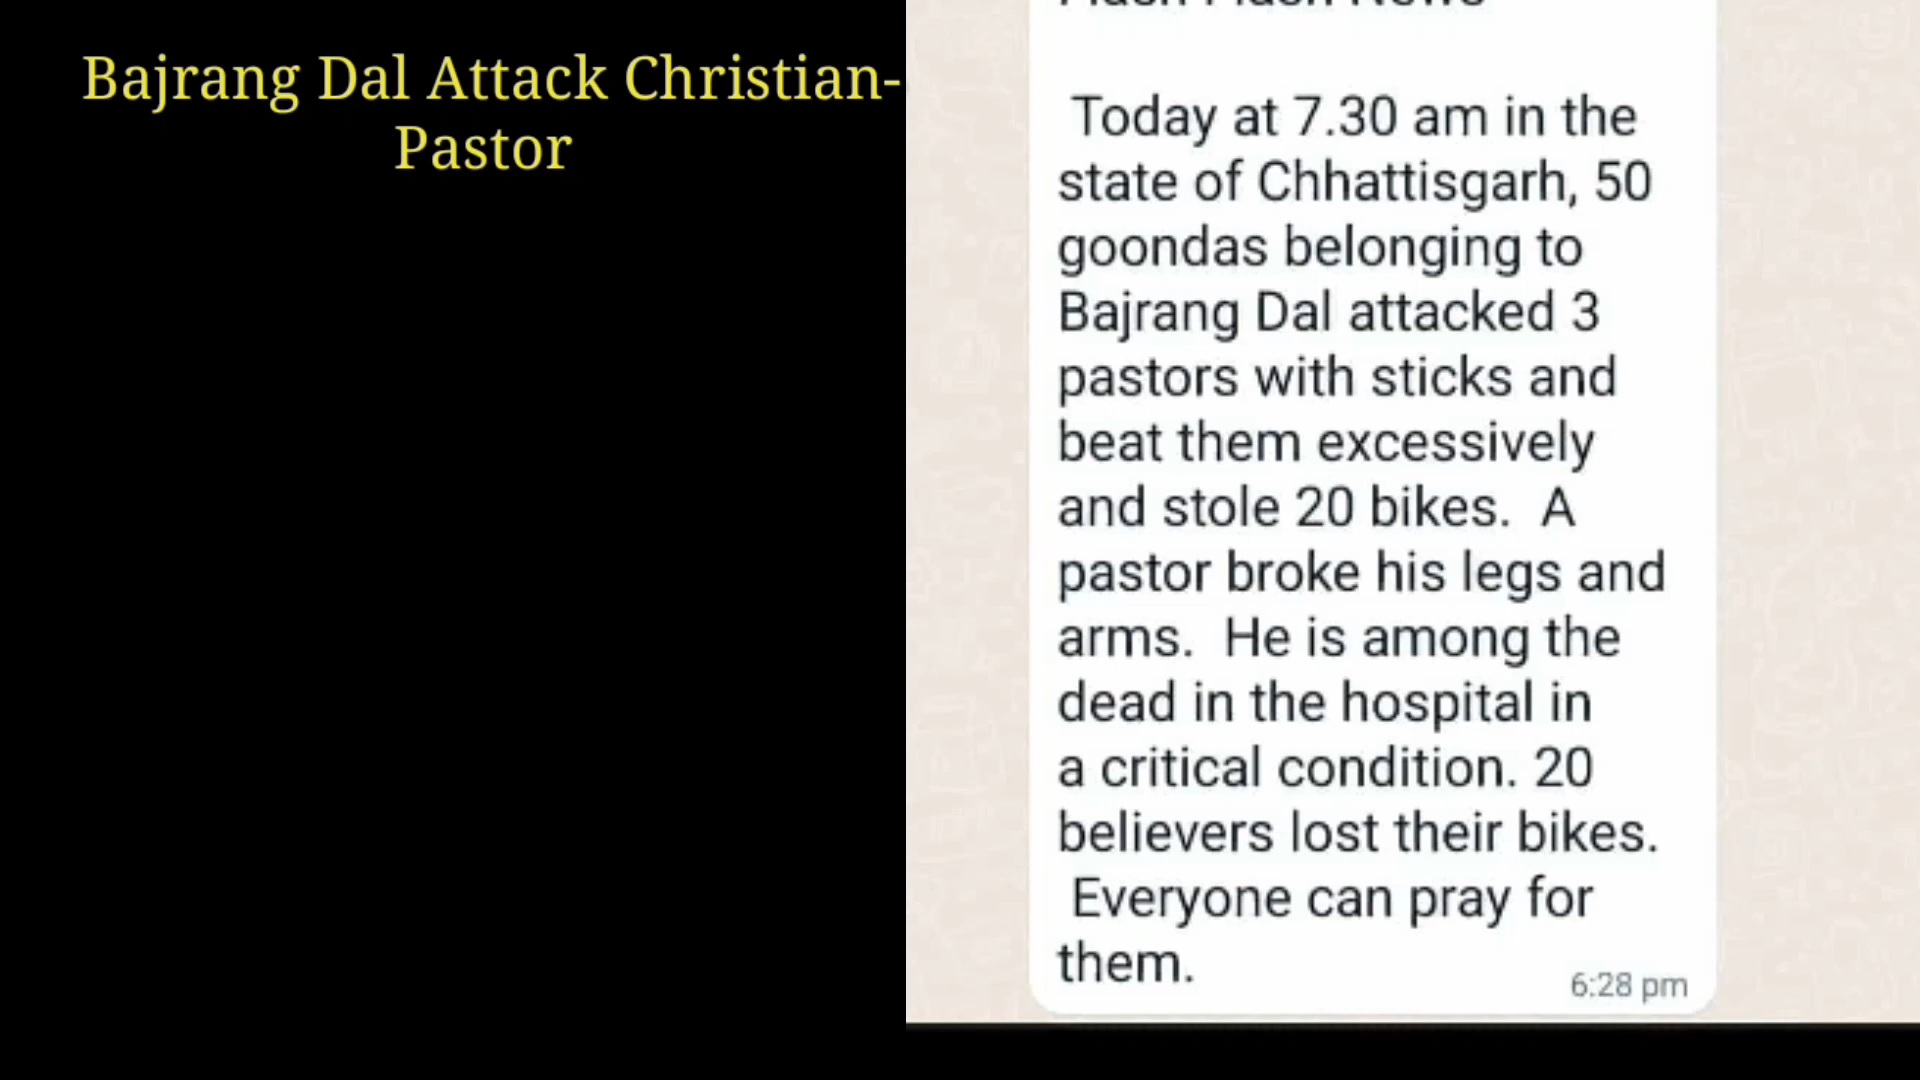 Bajrang Dal Attack Christian-
Pastor
Flash Flash News
Today at 7.30 am in the
state of Chhattisgarh, 50
goondas belonging to
Bajrang Dal attacked 3
pastors with sticks and
beat them excessively
and stole 20 bikes.  A
pastor broke his legs and
arms.  He is among the
dead in the hospital in
a critical condition. 20
believers lost their bikes.
Everyone can pray for
them.
6:28 pm